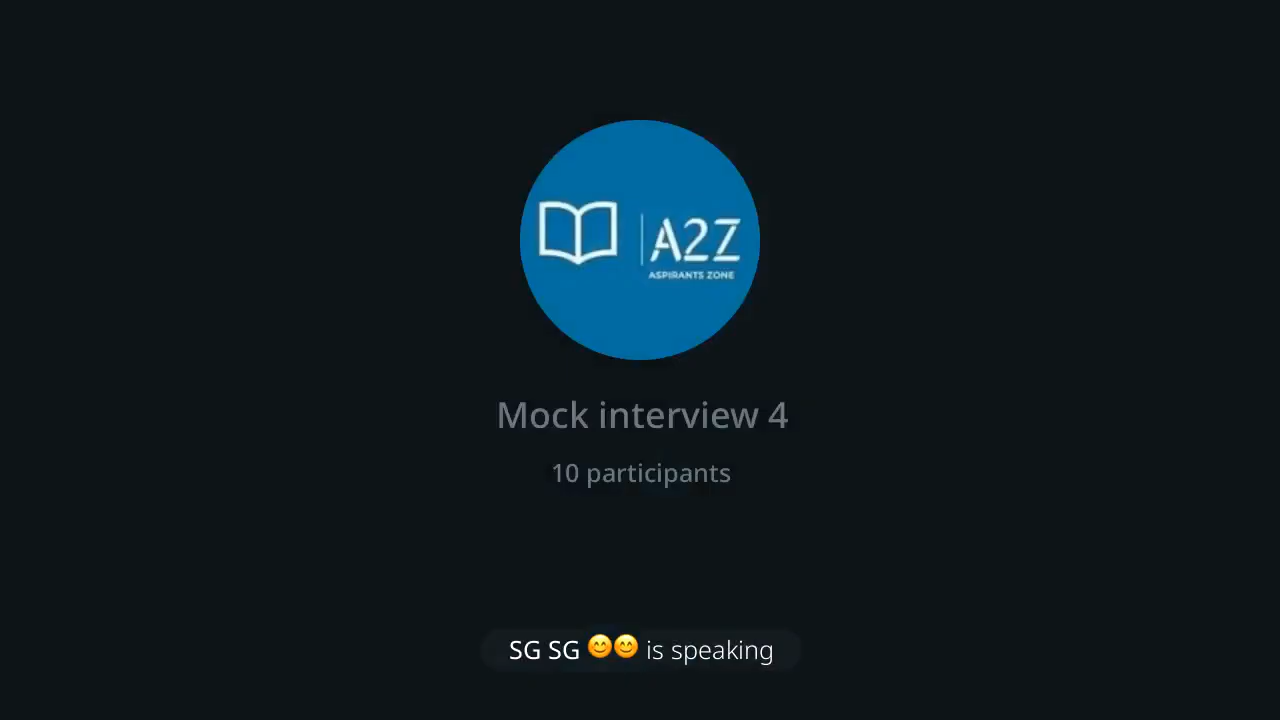 A2Z
ASPIRANTS ZONE
Mock interview 4
10 participants
SG SG 😊😊 is speaking